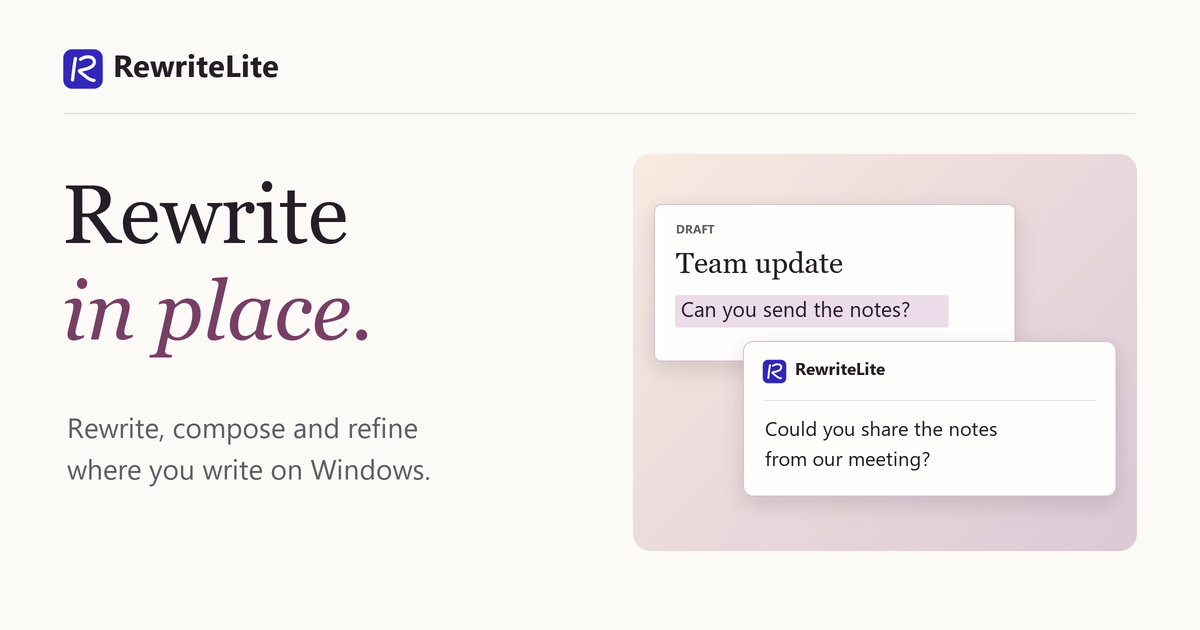 RewriteLite
Rewrite
in place.
Rewrite, compose and refine
where you write on Windows.
DRAFT
Team update
Can you send the notes?
RewriteLite
Could you share the notes
from our meeting?